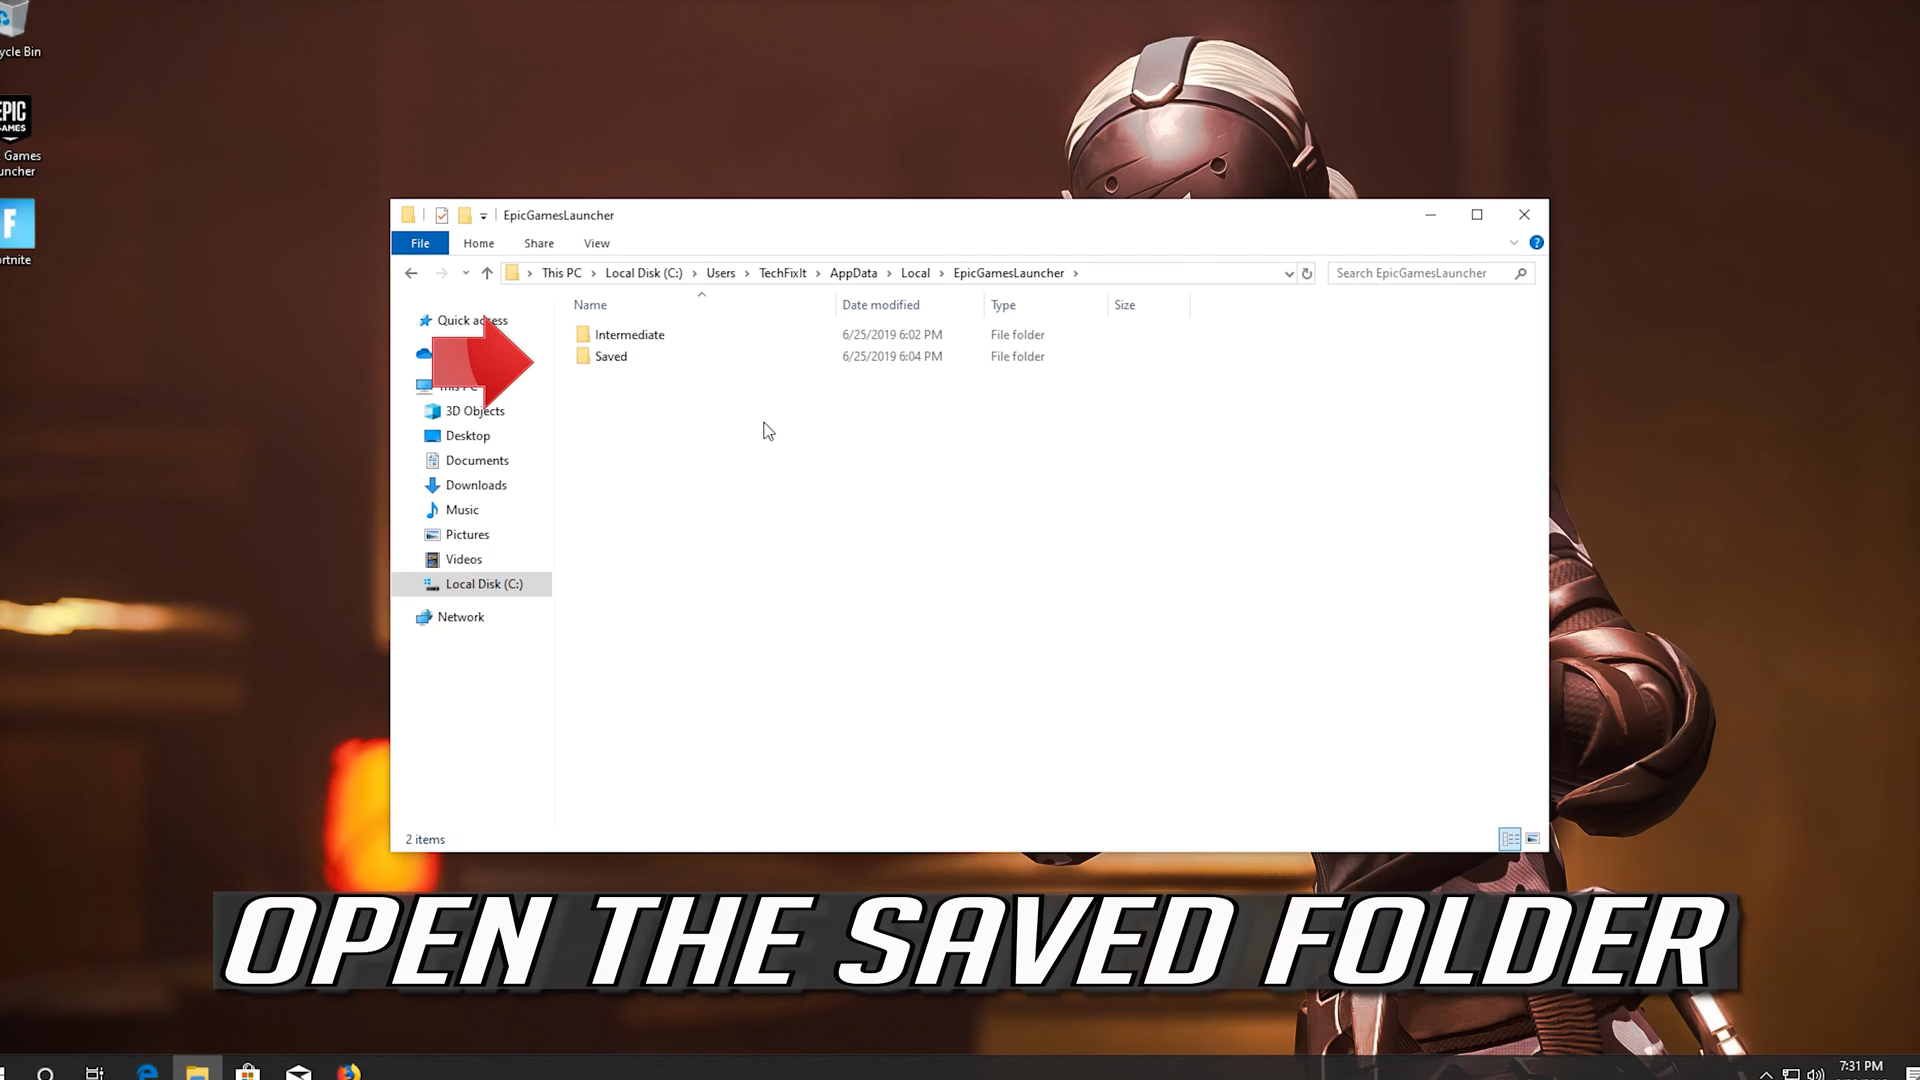 ycle Bin
EPIC
GAMES
Games
uncher
F
ortnite
EpicGamesLauncher
File Home Share View
This PC > Local Disk (C:) > Users > TechFixIt > AppData > Local > EpicGamesLauncher >
Search EpicGamesLauncher
Name Date modified Type Size
Quick access
Intermediate 6/25/2019 6:02 PM File folder
Saved 6/25/2019 6:04 PM File folder
This PC
3D Objects
Desktop
Documents
Downloads
Music
Pictures
Videos
Local Disk (C:)
Network
2 items
OPEN THE SAVED FOLDER
7:31 PM